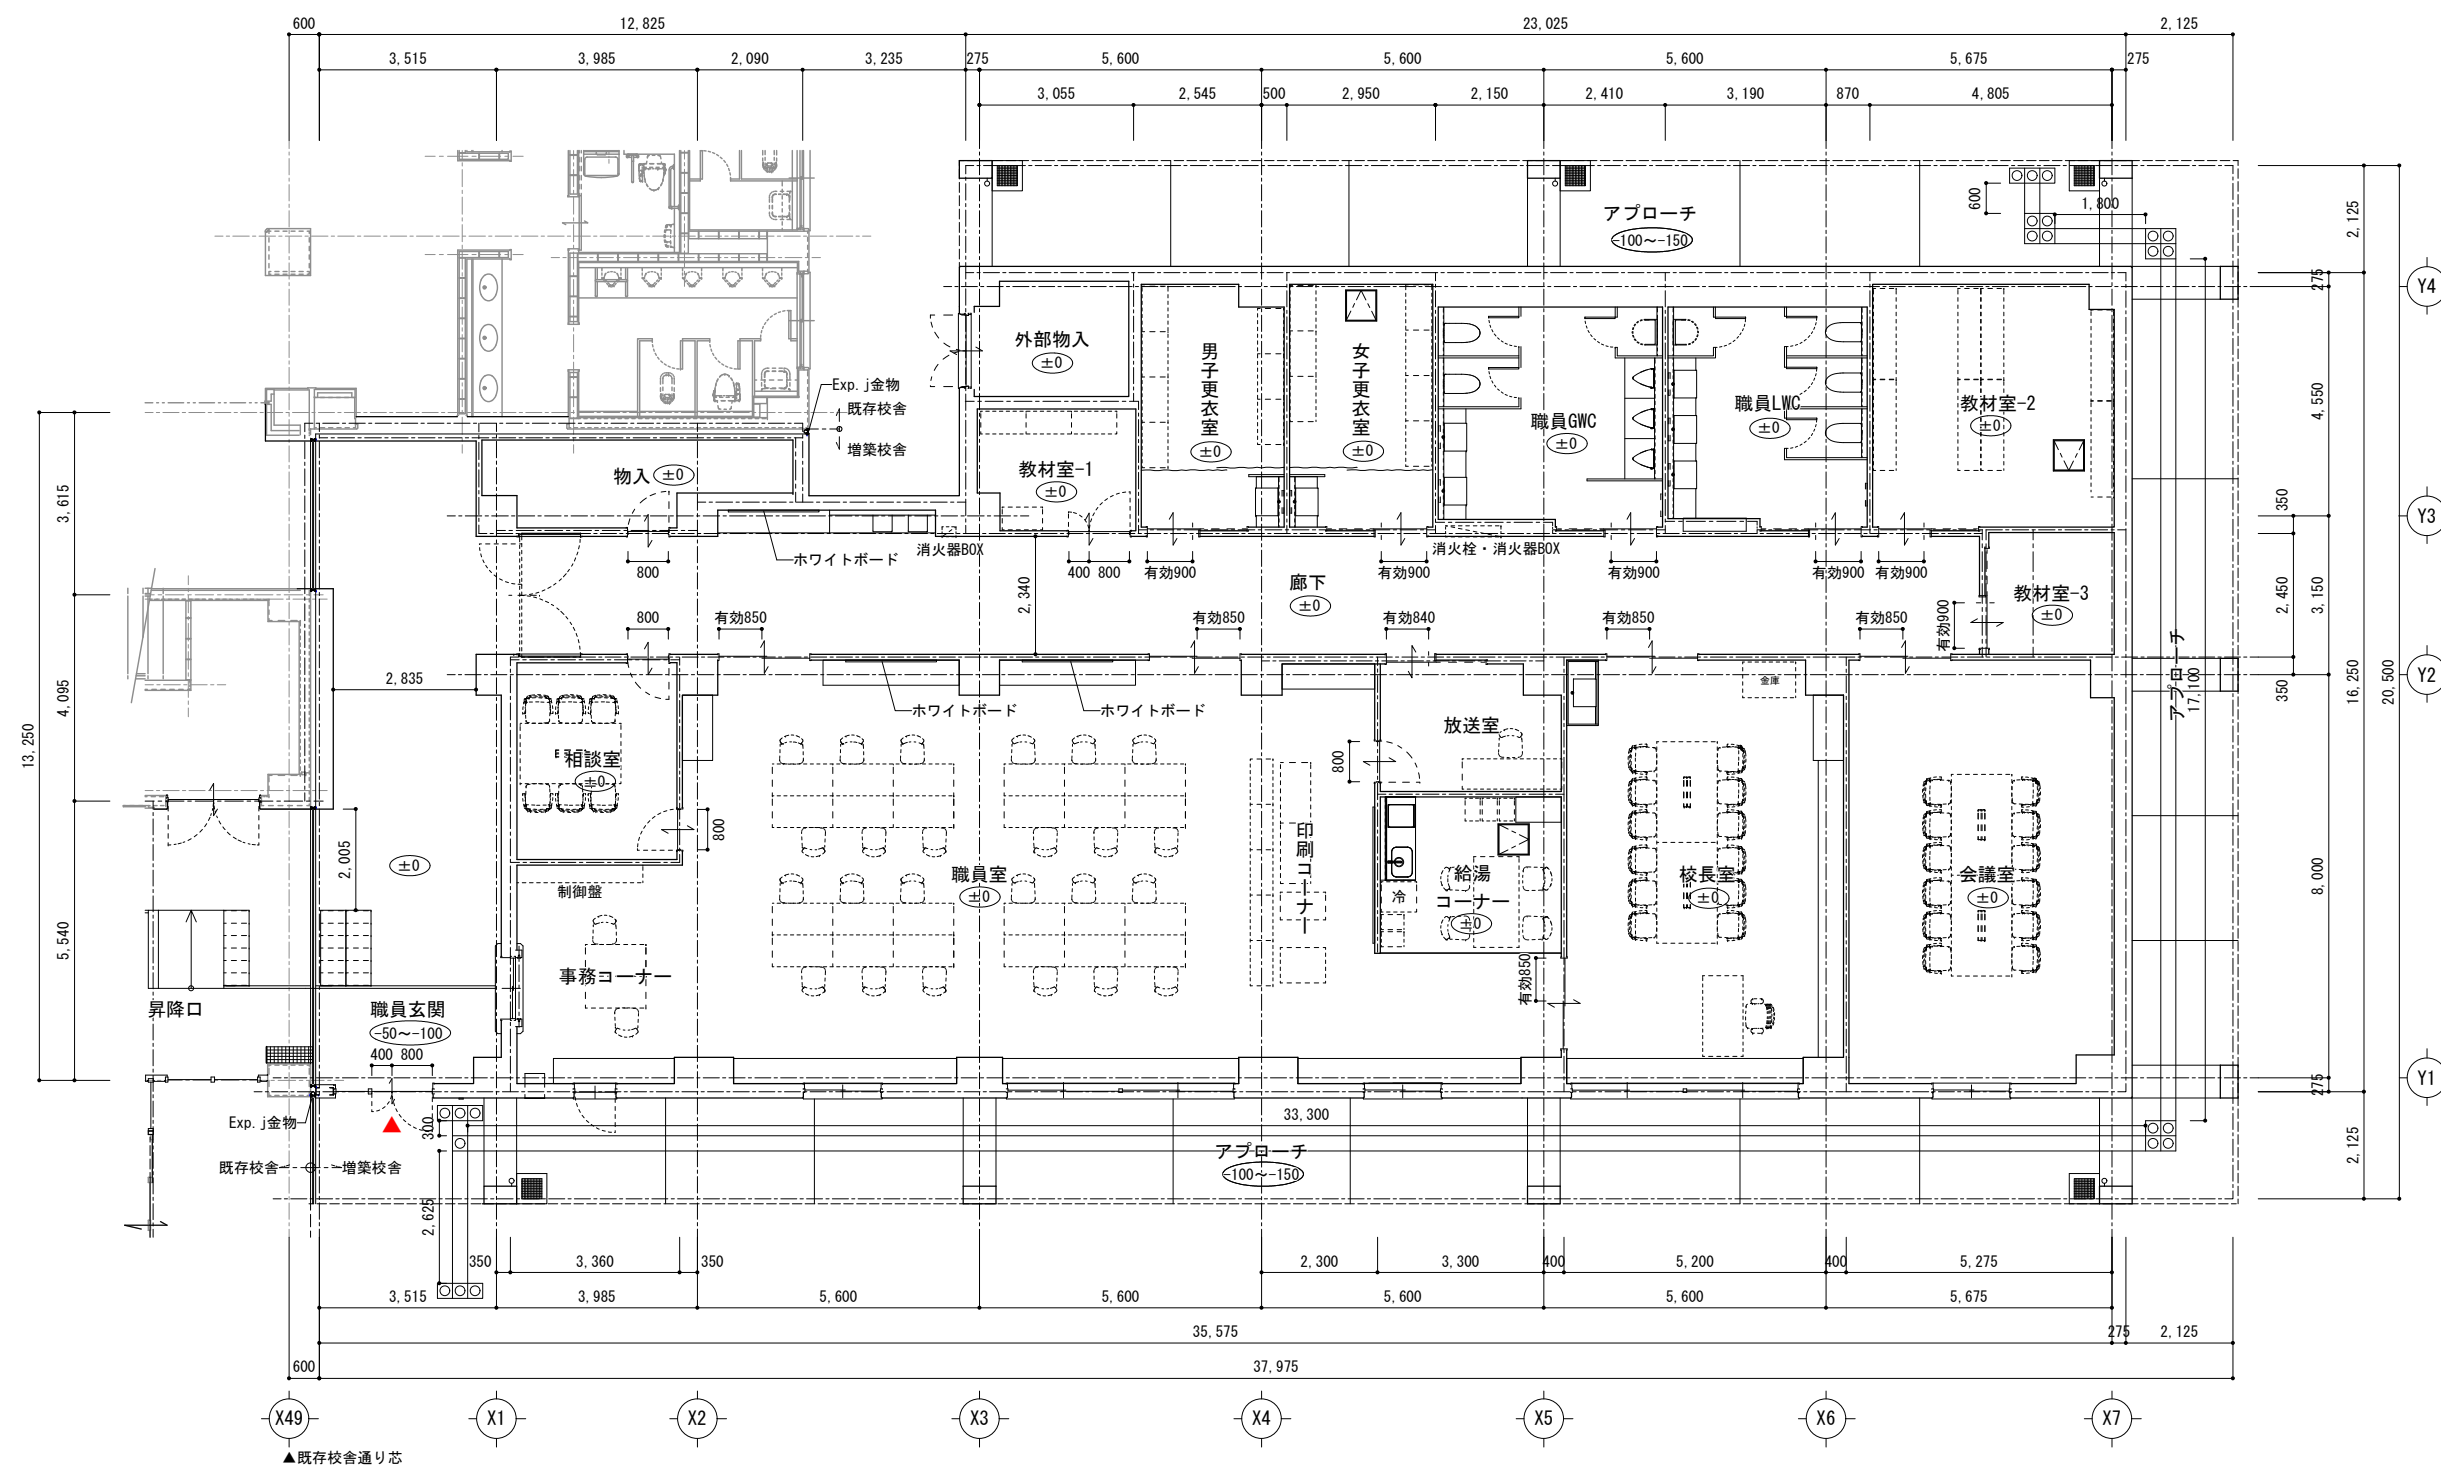 600
12,825
23,025
2,125
3,515
3,985
2,090
3,235
275
5,600
5,600
5,600
5,675
275
3,055
2,545
500
2,950
2,150
2,410
3,190
870
4,805
アプローチ
-100～-150
600
1,800
2,125
275
Y4
外部物入
±0
男子更衣室
±0
女子更衣室
±0
職員GWC
±0
職員LWC
±0
教材室-2
±0
4,550
Exp.j金物
既存校舎
増築校舎
物入
±0
教材室-1
±0
3,615
350
Y3
ホワイトボード
消火器BOX
消火栓・消火器BOX
800
400
800
有効900
有効900
有効900
有効900
有効900
2,340
廊下
±0
教材室-3
±0
有効900
2,450
3,150
800
有効850
有効850
有効840
有効850
有効850
16,250
20,500
13,250
4,095
2,835
ホワイトボード
ホワイトボード
金庫
アプローチ
17,100
350
Y2
放送室
相談室
±0
800
800
2,005
±0
印刷コーナー
職員室
±0
給湯
コーナー
±0
冷
校長室
±0
会議室
±0
8,000
制御盤
5,540
事務コーナー
有効850
昇降口
職員玄関
-50～-100
400
800
275
Y1
Exp.j金物
300
33,300
既存校舎
増築校舎
アプローチ
-100～-150
2,125
2,625
350
3,360
350
2,300
3,300
400
5,200
400
5,275
3,515
3,985
5,600
5,600
5,600
5,600
5,675
35,575
275
2,125
600
37,975
X49
X1
X2
X3
X4
X5
X6
X7
▲既存校舎通り芯